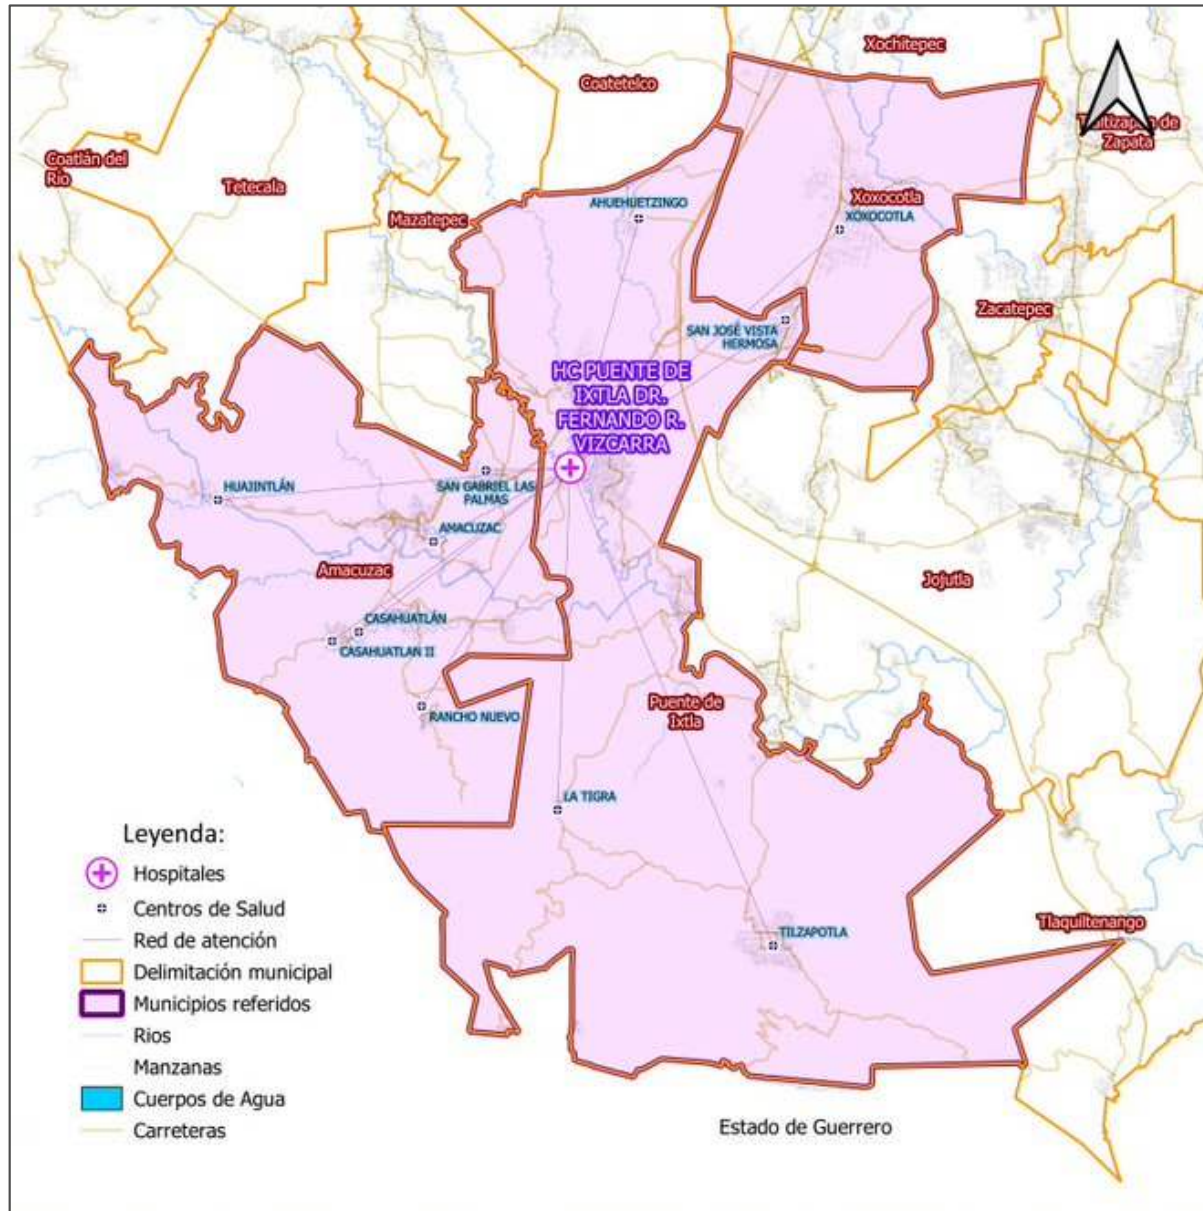 Xochitepec
Coatetelco
Tlaltizapán de
Zapata
Coatlán del
Río
Tetecala
Mazatepec
AHUEHUETZINGO
Xoxocotla
XOXOCOTLA
Zacatepec
SAN JOSÉ VISTA
HERMOSA
HC PUENTE DE
IXTLA DR.
FERNANDO R.
VIZCARRA
HUAJINTLÁN
SAN GABRIEL LAS
PALMAS
AMACUZAC
Amacuzac
Jojutla
CASAHUATLÁN
CASAHUATLAN II
RANCHO NUEVO
Puente de
Ixtla
LA TIGRA
TILZAPOTLA
Tlaquiltenango
Leyenda:
Hospitales
Centros de Salud
Red de atención
Delimitación municipal
Municipios referidos
Rios
Manzanas
Cuerpos de Agua
Carreteras
Estado de Guerrero